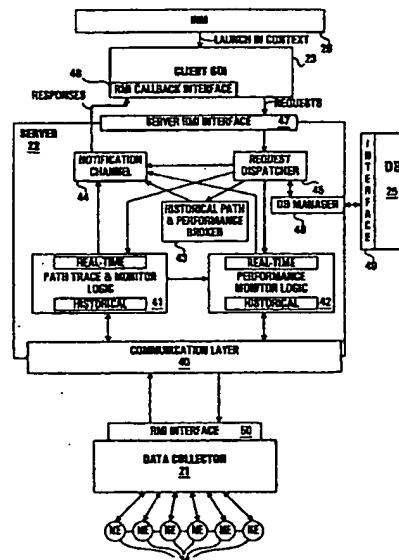 INM
28
LAUNCH IN CONTEXT
23
CLIENT GUI
48
RMI CALLBACK INTERFACE
RESPONSES
REQUESTS
SERVER RMI INTERFACE 47
SERVER
22
NOTIFICATION
CHANNEL
44
REQUEST
DISPATCHER
45
HISTORICAL PATH
& PERFORMANCE
BROKER
43
DB MANAGER
INTERFACE
DB
25
49
REAL-TIME
PATH TRACE & MONITOR
LOGIC
HISTORICAL
41
REAL-TIME
PERFORMANCE
MONITOR LOGIC
HISTORICAL
42
COMMUNICATION LAYER
40
RMI INTERFACE 50
DATA COLLECTOR
21
NE NE NE NE NE NE